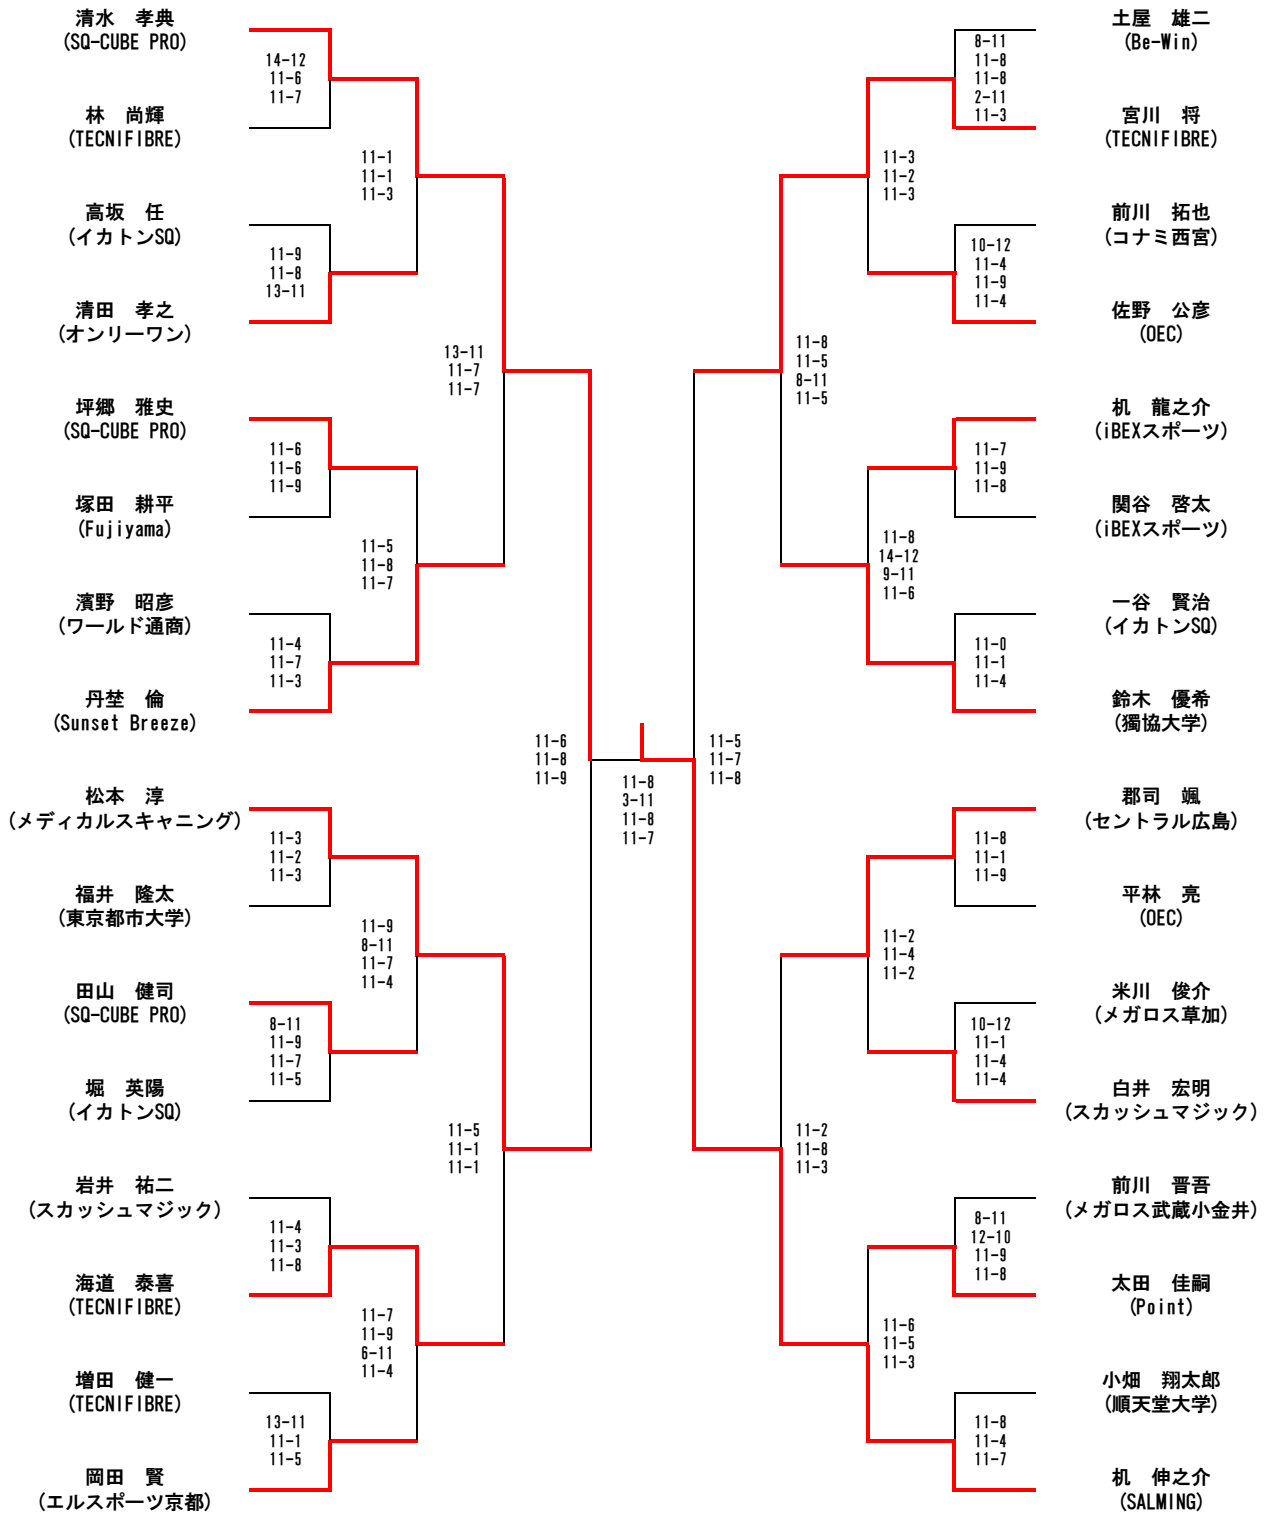 清水　孝典
(SQ-CUBE PRO)
14-12
11-6
11-7
林　尚輝
(TECNIFIBRE)
11-1
11-1
11-3
高坂　任
(イカトンSQ)
11-9
11-8
13-11
清田　孝之
(オンリーワン)
13-11
11-7
11-7
坪郷　雅史
(SQ-CUBE PRO)
11-6
11-6
11-9
塚田　耕平
(Fujiyama)
11-5
11-8
11-7
濱野　昭彦
(ワールド通商)
11-4
11-7
11-3
丹埜　倫
(Sunset Breeze)
11-6
11-8
11-9
松本　淳
(メディカルスキャニング)
11-3
11-2
11-3
福井　隆太
(東京都市大学)
11-9
8-11
11-7
11-4
田山　健司
(SQ-CUBE PRO)
8-11
11-9
11-7
11-5
堀　英陽
(イカトンSQ)
11-5
11-1
11-1
岩井　祐二
(スカッシュマジック)
11-4
11-3
11-8
海道　泰喜
(TECNIFIBRE)
11-7
11-9
6-11
11-4
増田　健一
(TECNIFIBRE)
13-11
11-1
11-5
岡田　賢
(エルスポーツ京都)
11-8
3-11
11-8
11-7
土屋　雄二
(Be-Win)
8-11
11-8
11-8
2-11
11-3
宮川　将
(TECNIFIBRE)
11-3
11-2
11-3
前川　拓也
(コナミ西宮)
10-12
11-4
11-9
11-4
佐野　公彦
(OEC)
11-8
11-5
8-11
11-5
机　龍之介
(iBEXスポーツ)
11-7
11-9
11-8
関谷　啓太
(iBEXスポーツ)
11-8
14-12
9-11
11-6
一谷　賢治
(イカトンSQ)
11-0
11-1
11-4
鈴木　優希
(獨協大学)
11-5
11-7
11-8
郡司　颯
(セントラル広島)
11-8
11-1
11-9
平林　亮
(OEC)
11-2
11-4
11-2
米川　俊介
(メガロス草加)
10-12
11-1
11-4
11-4
白井　宏明
(スカッシュマジック)
11-2
11-8
11-3
前川　晋吾
(メガロス武蔵小金井)
8-11
12-10
11-9
11-8
太田　佳嗣
(Point)
11-6
11-5
11-3
小畑　翔太郎
(順天堂大学)
11-8
11-4
11-7
机　伸之介
(SALMING)